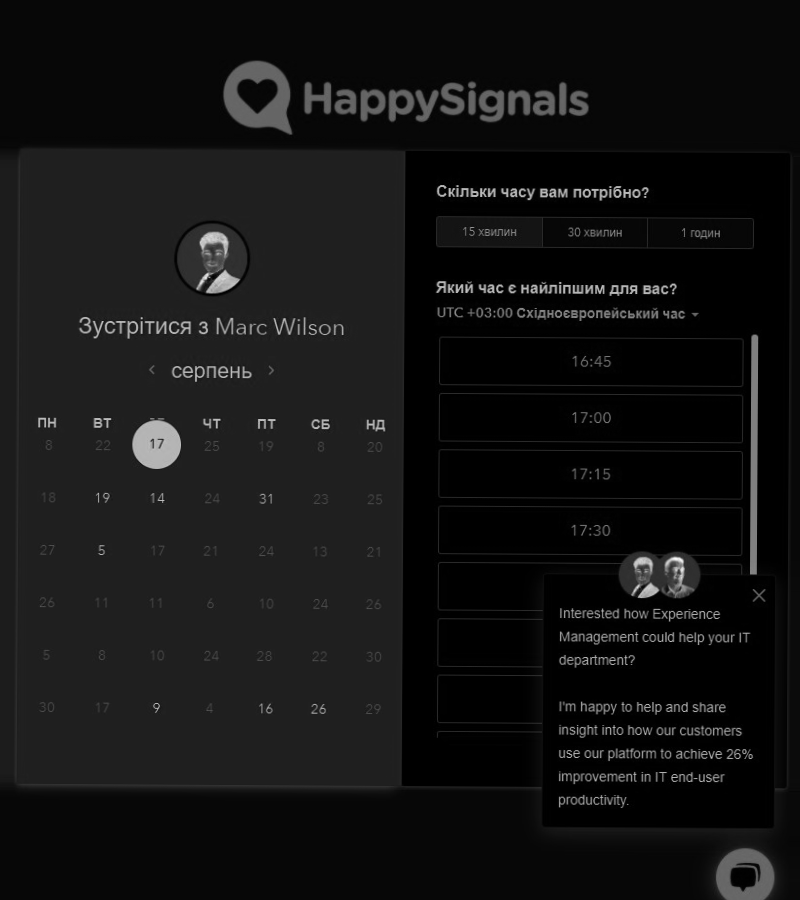 HappySignals
Зустрітися з Marc Wilson
серпень
ПН ВТ ЧТ ПТ СБ НД
8 22 17 25 19 8 20
18 19 14 24 31 23 25
27 5 17 21 24 13 21
26 11 11 6 10 24 26
5 8 10 24 28 22 30
30 17 9 4 16 26 29
Скільки часу вам потрібно?
15 хвилин 30 хвилин 1 годин
Який час є найліпшим для вас?
UTC +03:00 Східноєвропейський час
16:45
17:00
17:15
17:30
Interested how Experience
Management could help your IT
department?
I'm happy to help and share
insight into how our customers
use our platform to achieve 26%
improvement in IT end-user
productivity.